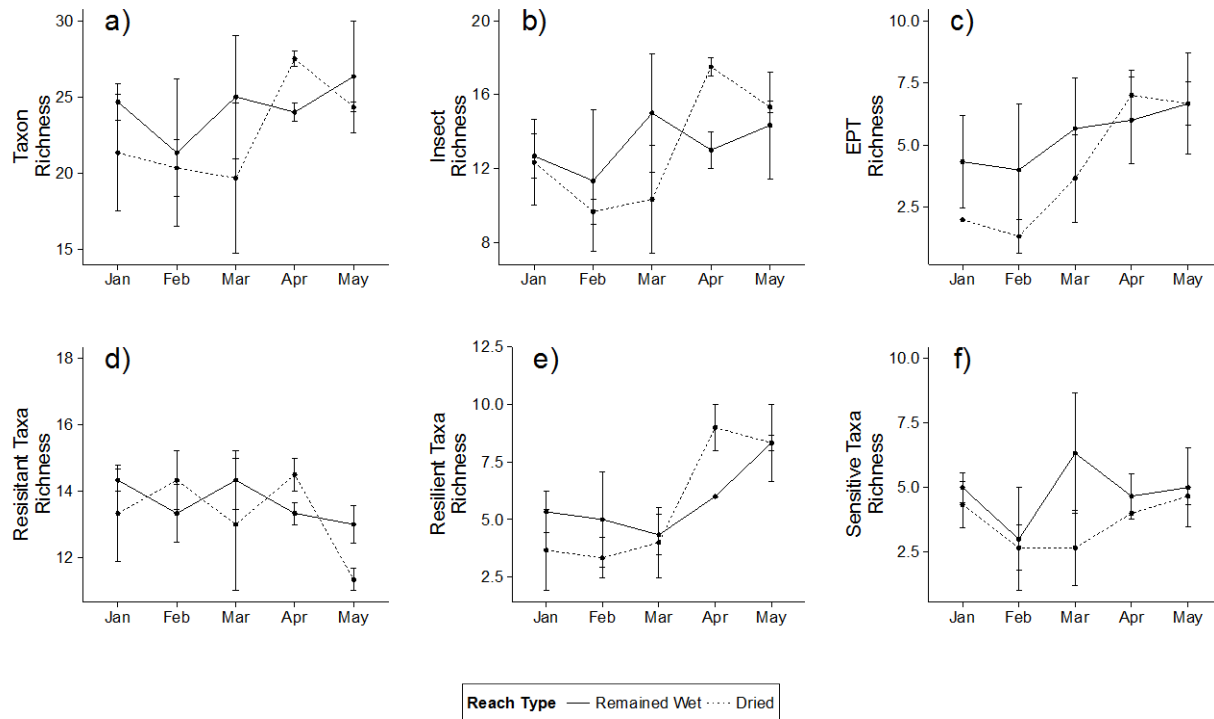 a)
Taxon
Richness
30
25
20
15
Jan Feb Mar Apr May
b)
Insect
Richness
20
16
12
8
Jan Feb Mar Apr May
c)
EPT
Richness
10.0
7.5
5.0
2.5
Jan Feb Mar Apr May
d)
Resisitant Taxa
Richness
18
16
14
12
Jan Feb Mar Apr May
e)
Resilient Taxa
Richness
12.5
10.0
7.5
5.0
2.5
Jan Feb Mar Apr May
f)
Sensitive Taxa
Richness
10.0
7.5
5.0
2.5
Jan Feb Mar Apr May
Reach Type Remained Wet Dried